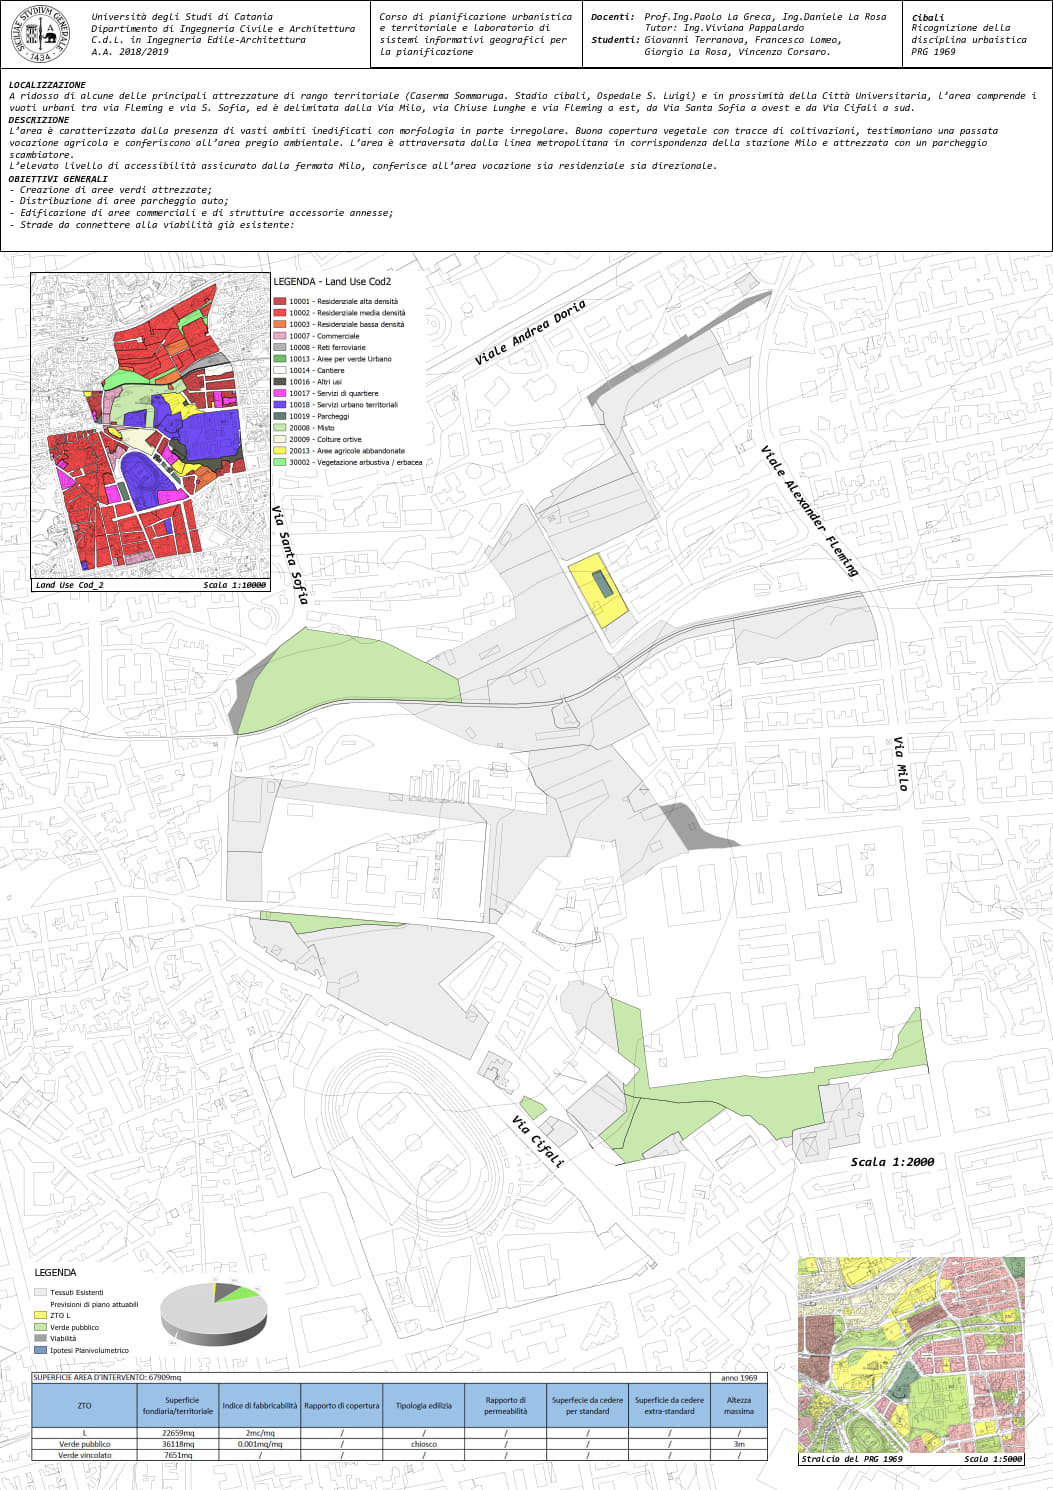 Università degli Studi di Catania
Dipartimento di Ingegneria Civile e Architettura
C.d.L. in Ingegneria Edile-Architettura
A.A. 2018/2019
Corso di pianificazione urbanistica
e territoriale e laboratorio di
sistemi informativi geografici per
la pianificazione
Docenti: Prof.Ing.Paolo La Greca, Ing.Daniele La Rosa
Tutor: Ing.Viviana Pappalardo
Studenti: Giovanni Terranova, Francesco Lomeo,
Giorgio La Rosa, Vincenzo Corsaro.
Cibali
Ricognizione della
disciplina urbaistica
PRG 1969
LOCALIZZAZIONE
A ridosso di alcune delle principali attrezzature di rango territoriale (Caserma Sommaruga. Stadio cibali, Ospedale S. Luigi) e in prossimità della Città Universitaria, L'area comprende i
vuoti urbani tra via Fleming e via S. Sofia, ed è delimitata dalla Via Milo, via Chiuse Lunghe e via Fleming a est, da Via Santa Sofia a ovest e da Via Cifali a sud.
DESCRIZIONE
L'area è caratterizzata dalla presenza di vasti ambiti inedificati con morfologia in parte irregolare. Buona copertura vegetale con tracce di coltivazioni, testimoniano una passata
vocazione agricola e conferiscono all'area pregio ambientale. L'area è attraversata dalla linea metropolitana in corrispondenza della stazione Milo e attrezzata con un parcheggio
scambiatore.
L'elevato livello di accessibilità assicurato dalla fermata Milo, conferisce all'area vocazione sia residenziale sia direzionale.
OBIETTIVI GENERALI
- Creazione di aree verdi attrezzate;
- Distribuzione di aree parcheggio auto;
- Edificazione di aree commerciali e di struttuire accessorie annesse;
- Strade da connettere alla viabilità già esistente:
LEGENDA - Land Use Cod2
10001 - Residenziale alta densità
10002 - Residenziale media densità
10003 - Residenziale bassa densità
10007 - Commerciale
10008 - Reti ferroviarie
10013 - Aree per verde Urbano
10014 - Cantiere
10016 - Altri usi
10017 - Servizi di quartiere
10018 - Servizi urbano territoriali
10019 - Parcheggi
20008 - Misto
20009 - Colture ortive
20013 - Aree agricole abbandonate
30002 - Vegetazione arbustiva / erbacea
Land Use Cod_2 Scala 1:10000
Viale Andrea Doria
Viale Alexander Fleming
Via Santa Sofia
Via Milo
Via Cifali
Scala 1:2000
LEGENDA
Tessuti Esistenti
Previsioni di piano attuabili
ZTO L
Verde pubblico
Viabilità
Ipotesi Planivolumetrico
SUPERFICIE AREA D'INTERVENTO: 67909mq anno 1969
ZTO Superficie fondiaria/territoriale Indice di fabbricabilità Rapporto di copertura Tipologia edilizia Rapporto di permeabilità Superfecie da cedere per standard Superficie da cedere extra-standard Altezza massima
L 22659mq 2mc/mq / / / / / /
Verde pubblico 36118mq 0,001mq/mq / chiosco / / / 3m
Verde vincolato 7651mq / / / / / / /
Stralcio del PRG 1969 Scala 1:5000